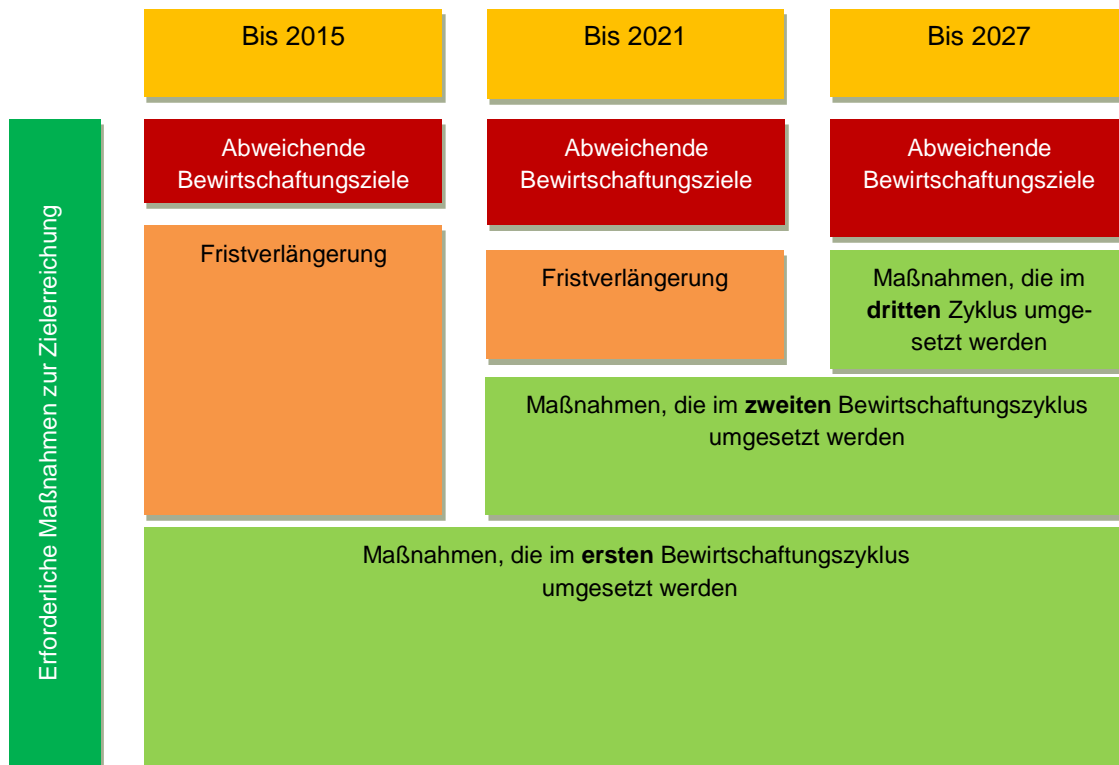 Bis 2015
Bis 2021
Bis 2027
Erforderliche Maßnahmen zur Zielerreichung
Abweichende
Bewirtschaftungsziele
Abweichende
Bewirtschaftungsziele
Abweichende
Bewirtschaftungsziele
Fristverlängerung
Fristverlängerung
Maßnahmen, die im
dritten Zyklus umge-
setzt werden
Maßnahmen, die im zweiten Bewirtschaftungszyklus
umgesetzt werden
Maßnahmen, die im ersten Bewirtschaftungszyklus
umgesetzt werden